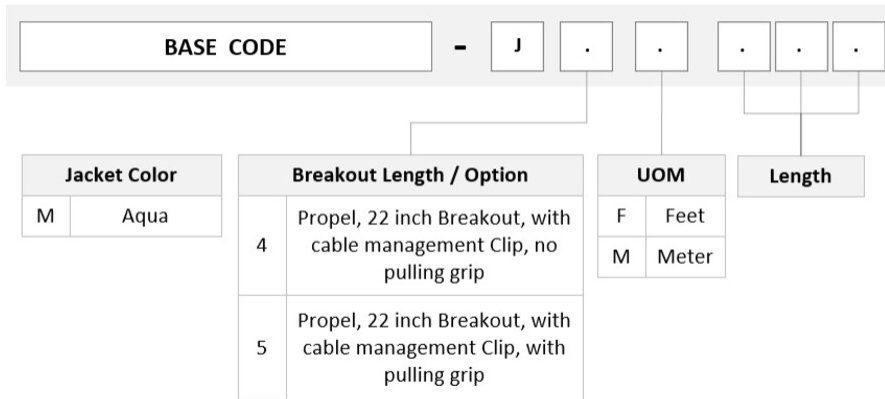 BASE CODE - J . . . . .
Jacket Color
M Aqua
Breakout Length / Option
4 Propel, 22 inch Breakout, with
cable management Clip, no
pulling grip
5 Propel, 22 inch Breakout, with
cable management Clip, with
pulling grip
UOM
F Feet
M Meter
Length